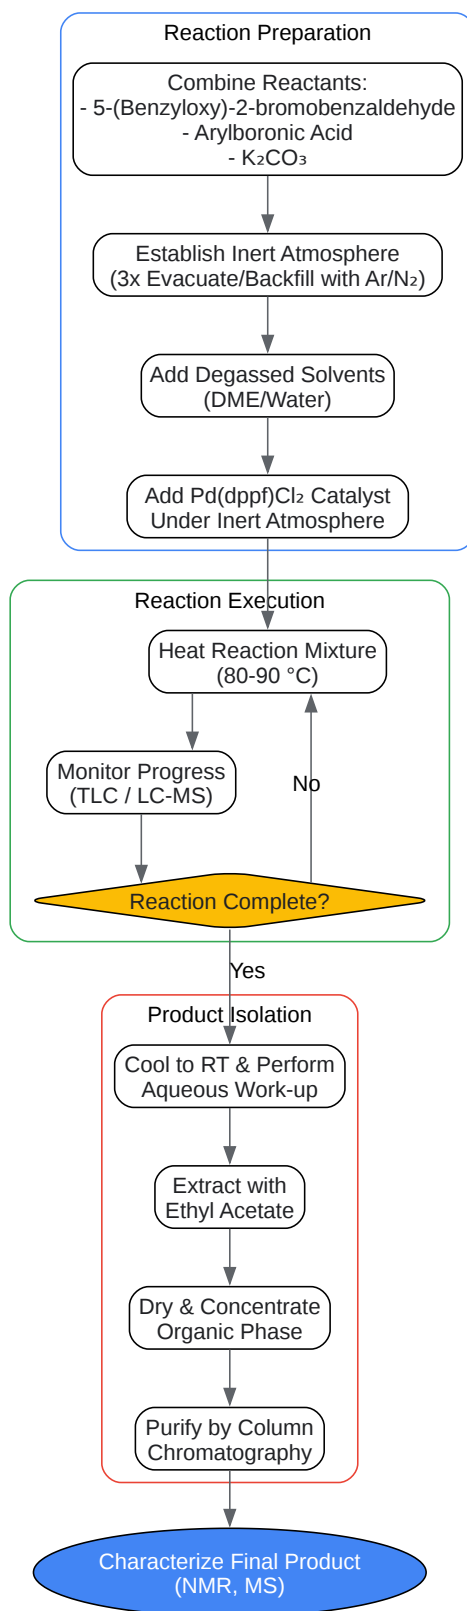 Reaction Preparation
Combine Reactants:
- 5-(Benzyloxy)-2-bromobenzaldehyde
- Arylboronic Acid
- K₂CO₃
Establish Inert Atmosphere
(3x Evacuate/Backfill with Ar/N₂)
Add Degassed Solvents
(DME/Water)
Add Pd(dppf)Cl₂ Catalyst
Under Inert Atmosphere
Reaction Execution
Heat Reaction Mixture
(80-90 °C)
Monitor Progress
(TLC / LC-MS)
No
Reaction Complete?
Yes
Product Isolation
Cool to RT & Perform
Aqueous Work-up
Extract with
Ethyl Acetate
Dry & Concentrate
Organic Phase
Purify by Column
Chromatography
Characterize Final Product
(NMR, MS)